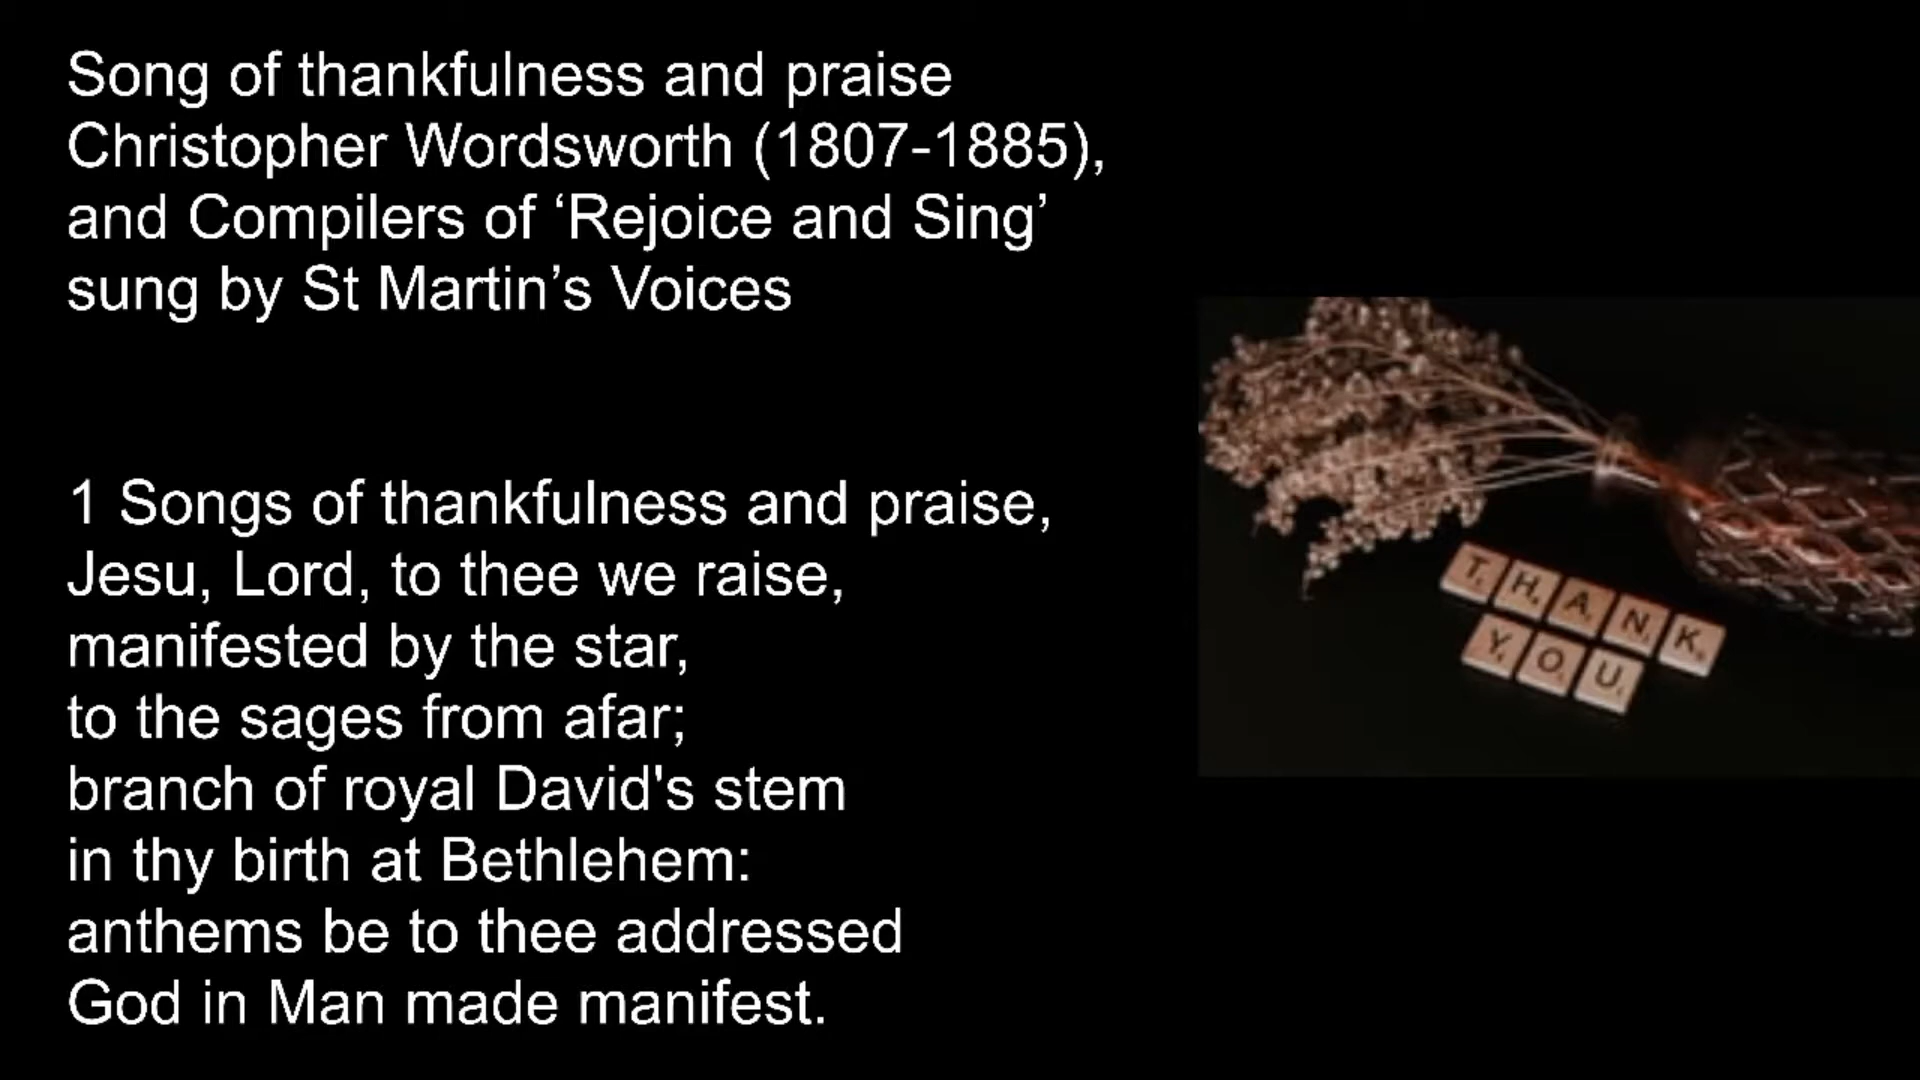 Song of thankfulness and praise
Christopher Wordsworth (1807-1885),
and Compilers of ‘Rejoice and Sing’
sung by St Martin’s Voices
1 Songs of thankfulness and praise,
Jesu, Lord, to thee we raise,
manifested by the star,
to the sages from afar;
branch of royal David's stem
in thy birth at Bethlehem:
anthems be to thee addressed
God in Man made manifest.
THANK
YOU